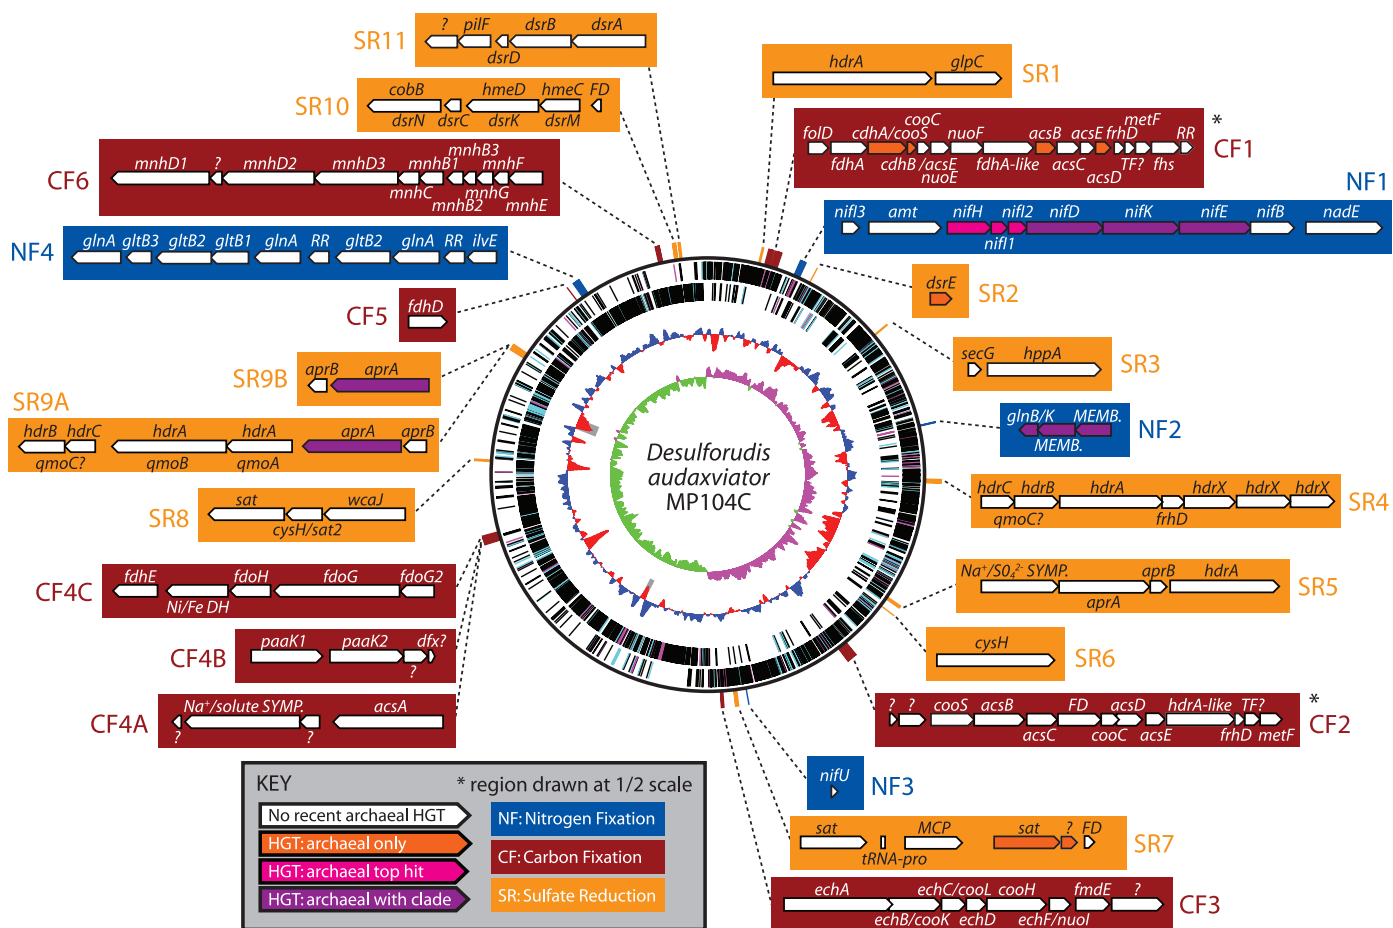 SR11
? pilF dsrB dsrA
dsrD
SR10
cobB hmeD hmeC FD
dsrN dsrC dsrK dsrM
CF6
mnhD1 ? mnhD2 mnhD3 mnhB1 mnhB3 mnhF
mnhC mnhB2 mnhG mnhE
NF4
glnA gltB3 gltB2 gltB1 glnA RR gltB2 glnA RR ilvE
CF5
fdhD
SR9B
aprB aprA
SR9A
hdrB hdrC hdrA hdrA aprA aprB
qmoC? qmoB qmoA
SR8
sat wcaJ
cysH/sat2
CF4C
fdhE fdoH fdoG fdoG2
Ni/Fe DH
CF4B
paaK1 paaK2 dfx?
?
CF4A
Na+/solute SYMP. acsA
? ?
Desulforudis
audaxviator
MP104C
SR1
hdrA glpC
*
CF1
cooC metF
folD cdhA/cooS nuoF acsB acsE frhD RR
fdhA cdhB /acsE fdhA-like acsC TF? fhs
nuoE acsD
NF1
nifI3 amt nifH nifI2 nifD nifK nifE nifB nadE
nifI1
SR2
dsrE
SR3
secG hppA
NF2
glnB/K MEMB.
MEMB.
SR4
hdrC hdrB hdrA hdrX hdrX hdrX
qmoC? frhD
SR5
Na+/SO₄²⁻ SYMP. aprB hdrA
aprA
SR6
cysH
*
CF2
? ? cooS acsB FD acsD hdrA-like TF?
acsC cooC acsE frhD metF
NF3
nifU
SR7
sat MCP sat ? FD
tRNA-pro
CF3
echA echC/cooL cooH fmdE ?
echB/cooK echD echF/nuoI
KEY
* region drawn at 1/2 scale
No recent archaeal HGT
HGT: archaeal only
HGT: archaeal top hit
HGT: archaeal with clade
NF: Nitrogen Fixation
CF: Carbon Fixation
SR: Sulfate Reduction